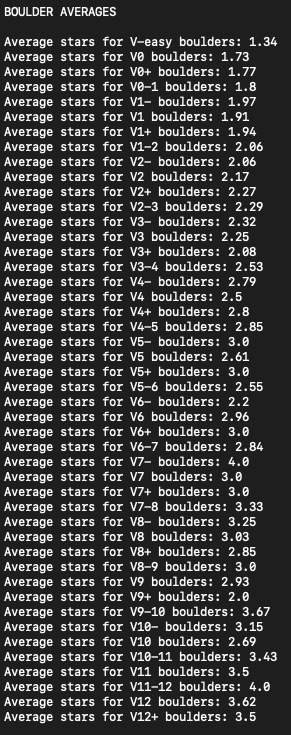 BOULDER AVERAGES
Average stars for V-easy boulders: 1.34
Average stars for V0 boulders: 1.73
Average stars for V0+ boulders: 1.77
Average stars for V0-1 boulders: 1.8
Average stars for V1- boulders: 1.97
Average stars for V1 boulders: 1.91
Average stars for V1+ boulders: 1.94
Average stars for V1-2 boulders: 2.06
Average stars for V2- boulders: 2.06
Average stars for V2 boulders: 2.17
Average stars for V2+ boulders: 2.27
Average stars for V2-3 boulders: 2.29
Average stars for V3- boulders: 2.32
Average stars for V3 boulders: 2.25
Average stars for V3+ boulders: 2.08
Average stars for V3-4 boulders: 2.53
Average stars for V4- boulders: 2.79
Average stars for V4 boulders: 2.5
Average stars for V4+ boulders: 2.8
Average stars for V4-5 boulders: 2.85
Average stars for V5- boulders: 3.0
Average stars for V5 boulders: 2.61
Average stars for V5+ boulders: 3.0
Average stars for V5-6 boulders: 2.55
Average stars for V6- boulders: 2.2
Average stars for V6 boulders: 2.96
Average stars for V6+ boulders: 3.0
Average stars for V6-7 boulders: 2.84
Average stars for V7- boulders: 4.0
Average stars for V7 boulders: 3.0
Average stars for V7+ boulders: 3.0
Average stars for V7-8 boulders: 3.33
Average stars for V8- boulders: 3.25
Average stars for V8 boulders: 3.03
Average stars for V8+ boulders: 2.85
Average stars for V8-9 boulders: 3.0
Average stars for V9 boulders: 2.93
Average stars for V9+ boulders: 2.0
Average stars for V9-10 boulders: 3.67
Average stars for V10- boulders: 3.15
Average stars for V10 boulders: 2.69
Average stars for V10-11 boulders: 3.43
Average stars for V11 boulders: 3.5
Average stars for V11-12 boulders: 4.0
Average stars for V12 boulders: 3.62
Average stars for V12+ boulders: 3.5